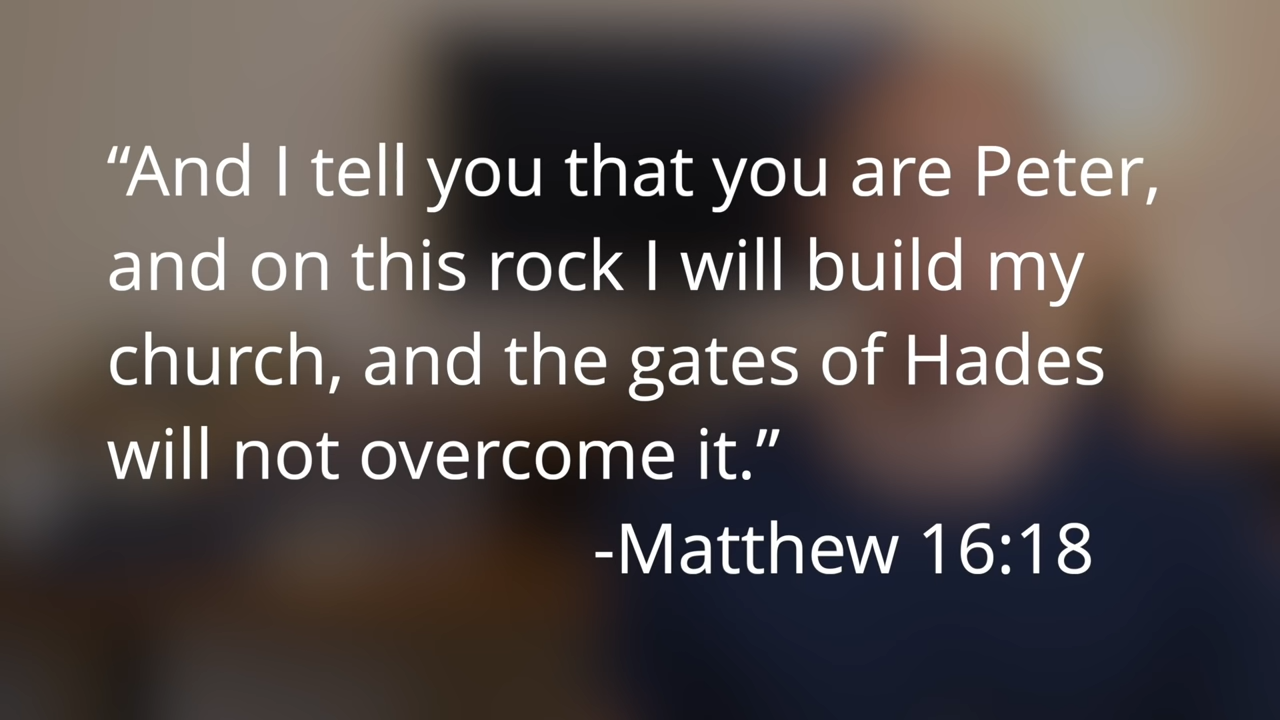 “And I tell you that you are Peter,
and on this rock I will build my
church, and the gates of Hades
will not overcome it.”
-Matthew 16:18